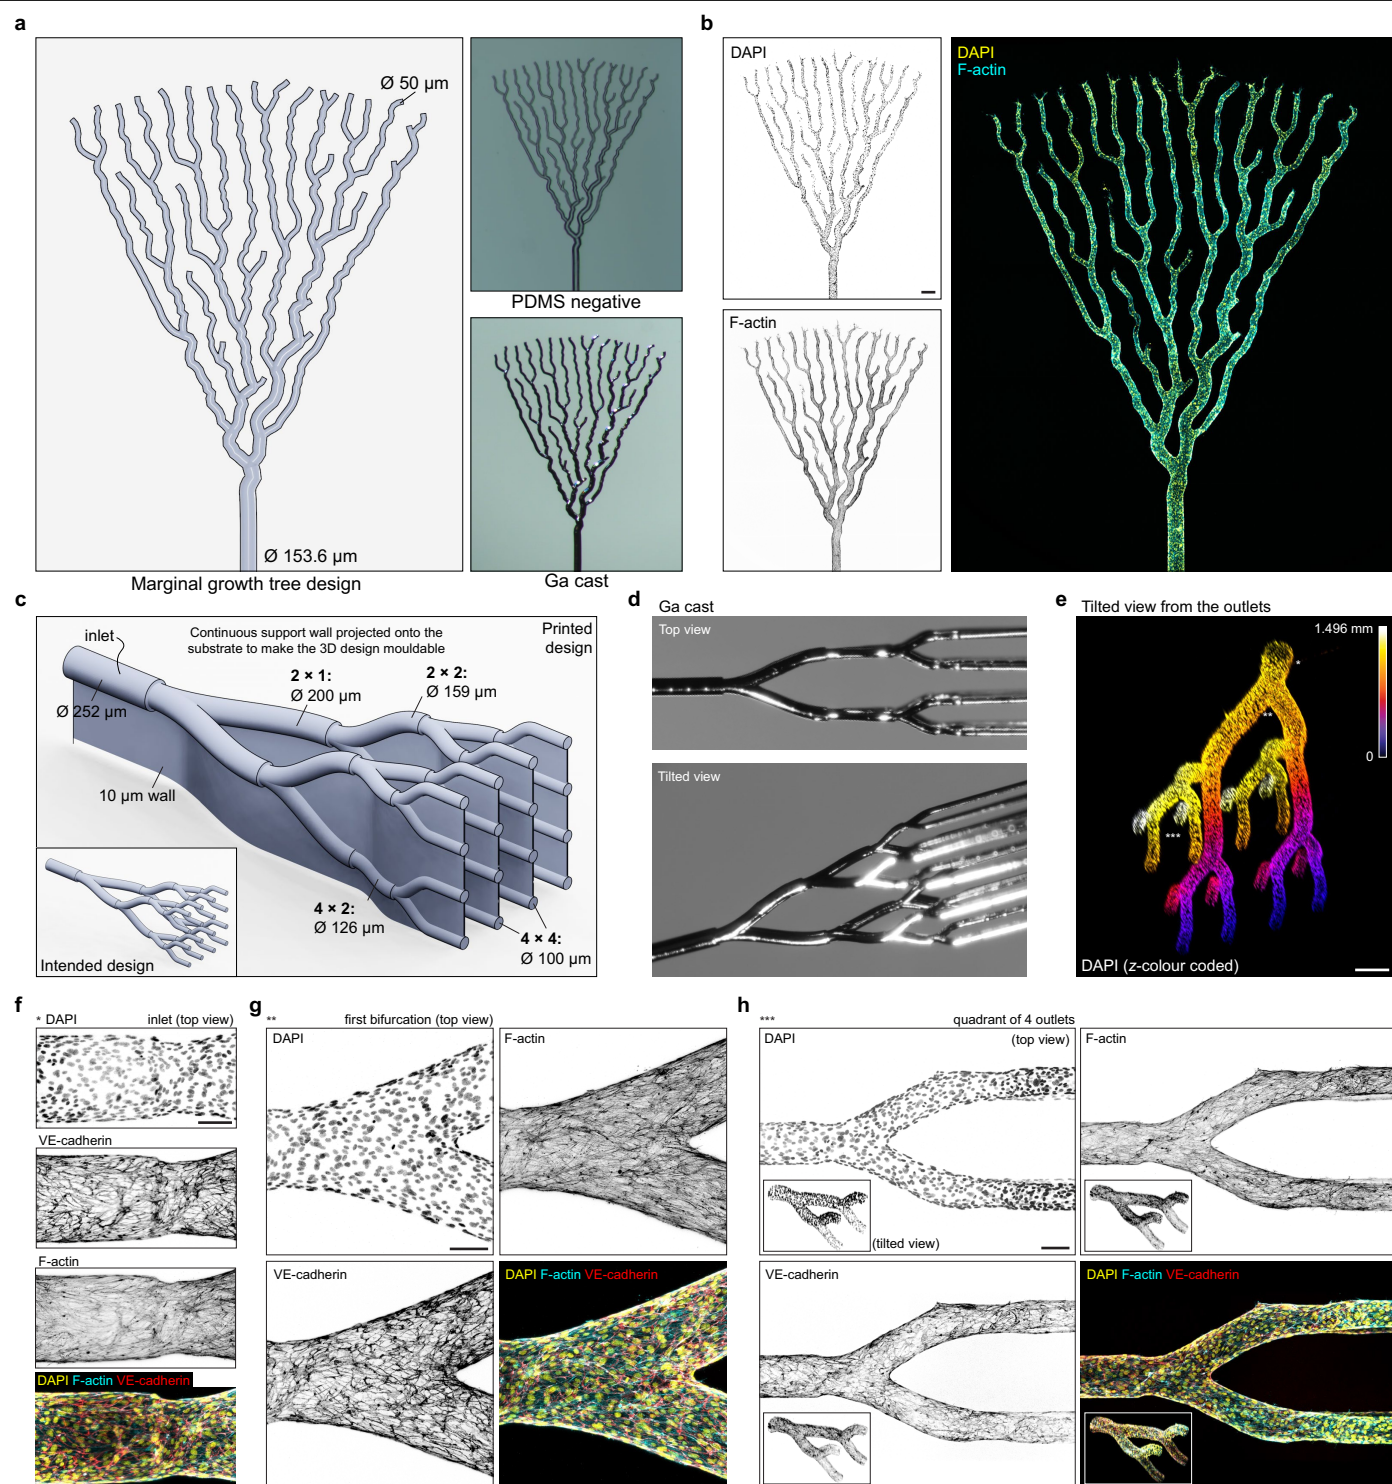 a
Ø 50 µm
Ø 153.6 µm
Marginal growth tree design
PDMS negative
Ga cast
b
DAPI
F-actin
DAPI
F-actin
c
inlet
Continuous support wall projected onto the
substrate to make the 3D design mouldable
Printed
design
2 × 1:
Ø 200 µm
2 × 2:
Ø 159 µm
Ø 252 µm
10 µm wall
4 × 2:
Ø 126 µm
4 × 4:
Ø 100 µm
Intended design
d
Ga cast
Top view
Tilted view
e
Tilted view from the outlets
1.496 mm
0
*
**
***
DAPI (z-colour coded)
f
* DAPI
inlet (top view)
VE-cadherin
F-actin
DAPI F-actin VE-cadherin
g
**
first bifurcation (top view)
DAPI
F-actin
VE-cadherin
DAPI F-actin VE-cadherin
h
***
quadrant of 4 outlets
DAPI
(top view)
(tilted view)
F-actin
VE-cadherin
DAPI F-actin VE-cadherin